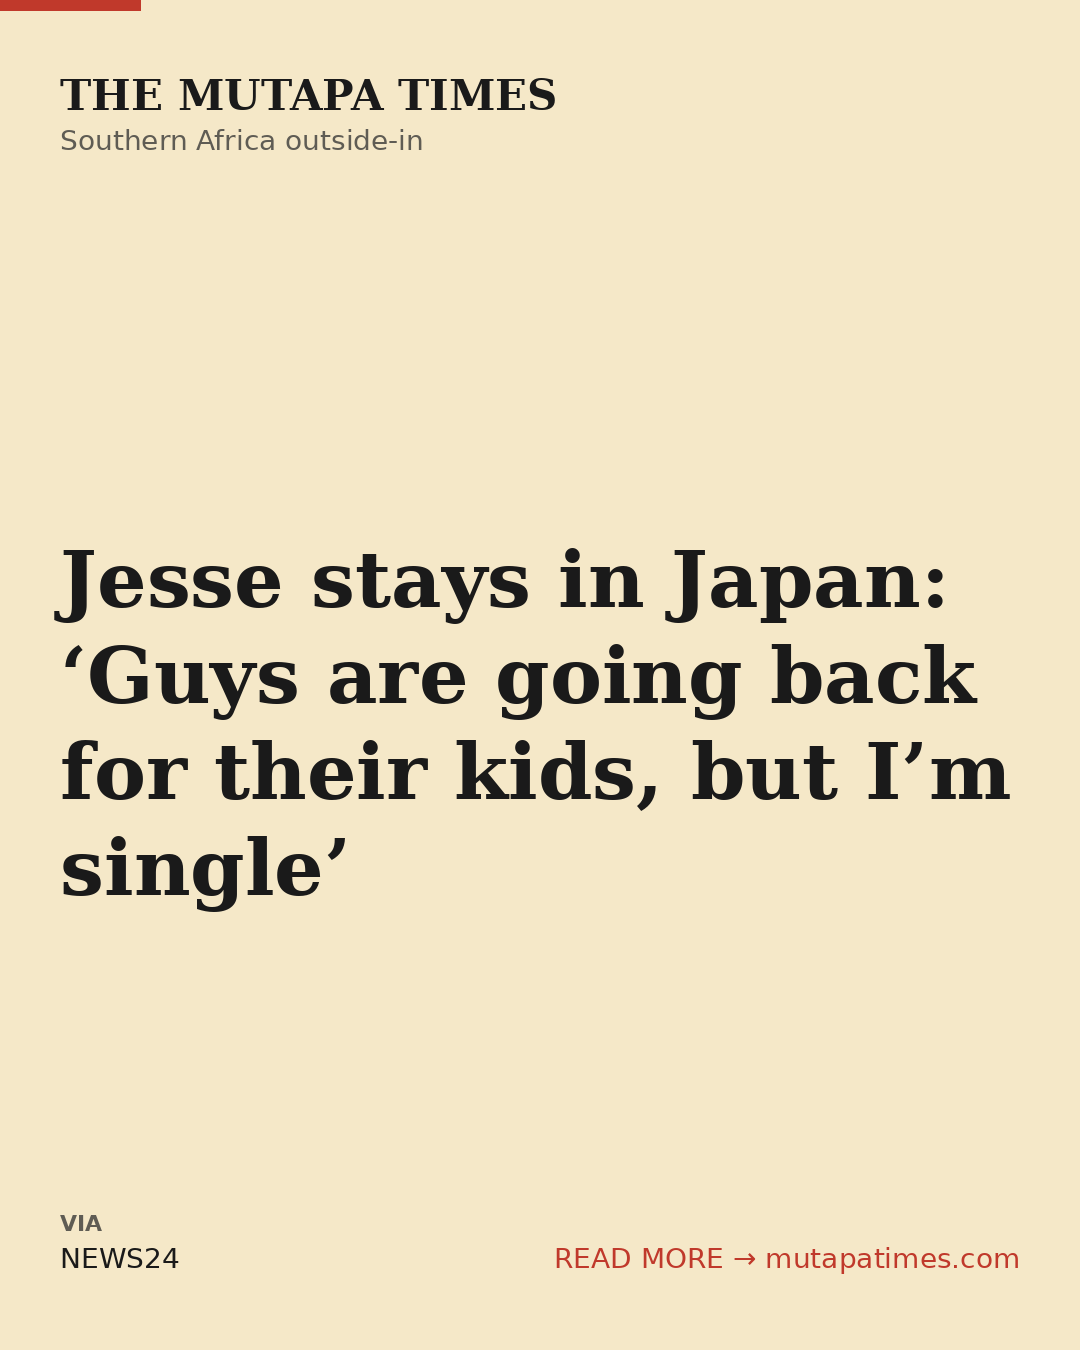 THE MUTAPA TIMES
Southern Africa outside-in
Jesse stays in Japan:
‘Guys are going back
for their kids, but I’m
single’
VIA
NEWS24
READ MORE → mutapatimes.com